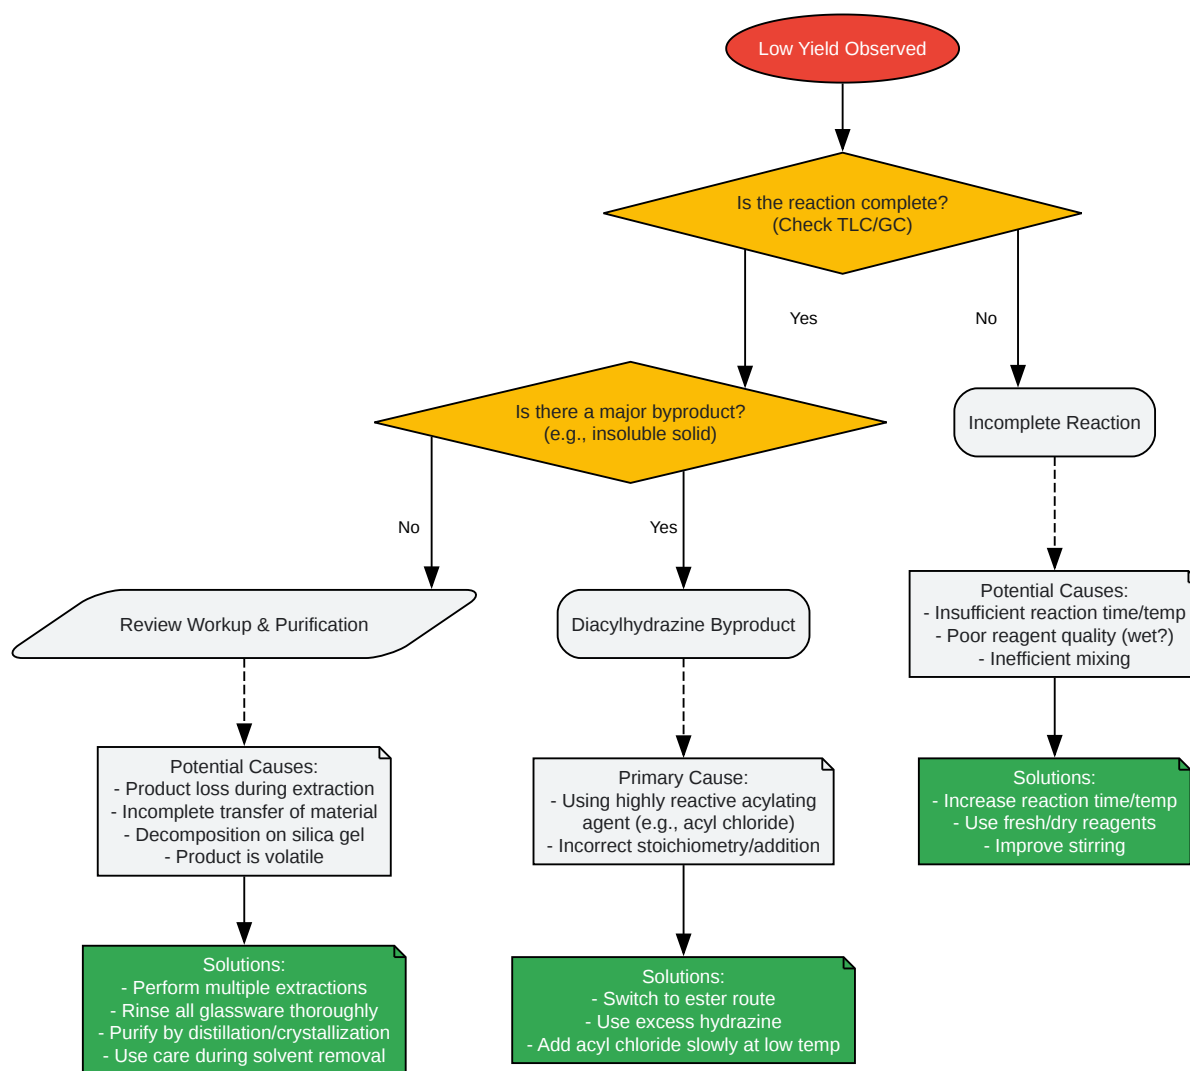 Low Yield Observed
Is the reaction complete?
(Check TLC/GC)
Yes
No
Is there a major byproduct?
(e.g., insoluble solid)
Incomplete Reaction
No
Yes
Review Workup & Purification
Diacylhydrazine Byproduct
Potential Causes:
- Insufficient reaction time/temp
- Poor reagent quality (wet?)
- Inefficient mixing
Potential Causes:
- Product loss during extraction
- Incomplete transfer of material
- Decomposition on silica gel
- Product is volatile
Primary Cause:
- Using highly reactive acylating
agent (e.g., acyl chloride)
- Incorrect stoichiometry/addition
Solutions:
- Increase reaction time/temp
- Use fresh/dry reagents
- Improve stirring
Solutions:
- Perform multiple extractions
- Rinse all glassware thoroughly
- Purify by distillation/crystallization
- Use care during solvent removal
Solutions:
- Switch to ester route
- Use excess hydrazine
- Add acyl chloride slowly at low temp